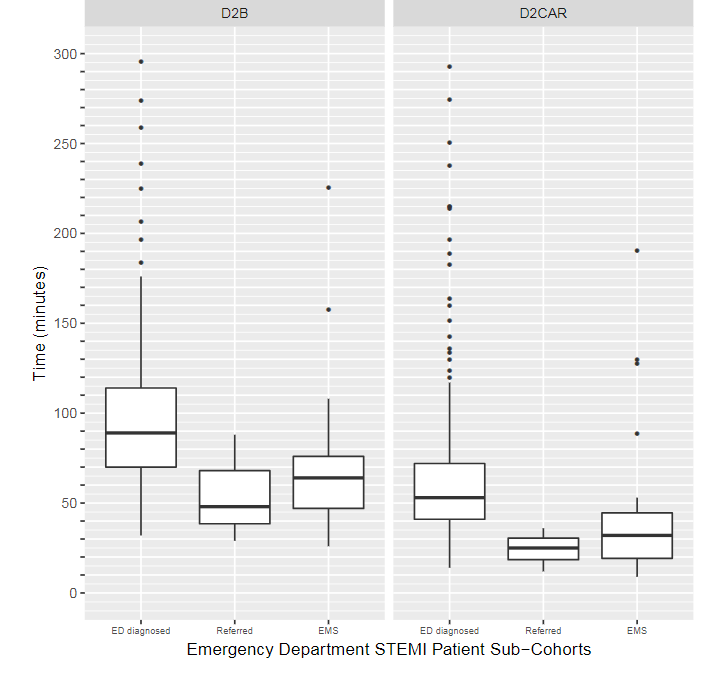 D2B D2CAR
300
250
200
150
100
50
0
Time (minutes)
ED diagnosed Referred EMS ED diagnosed Referred EMS
Emergency Department STEMI Patient Sub−Cohorts